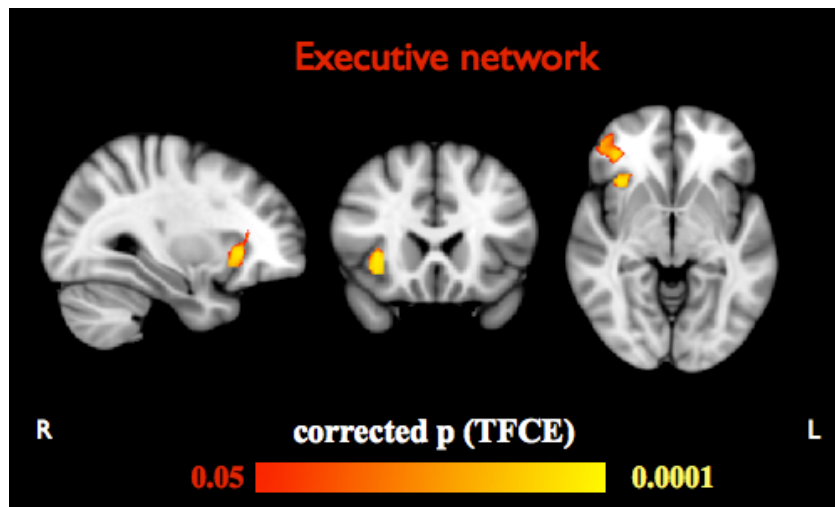 Executive network
R
corrected p (TFCE)
L
0.05
0.0001